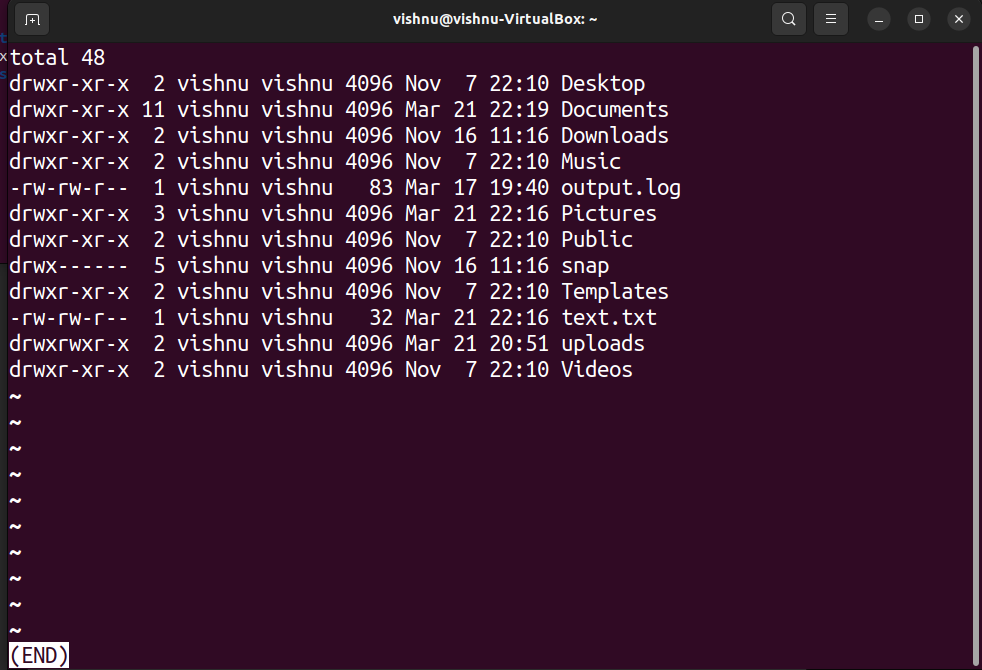 vishnu@vishnu-VirtualBox: ~
total 48
drwxr-xr-x  2 vishnu vishnu 4096 Nov  7 22:10 Desktop
drwxr-xr-x 11 vishnu vishnu 4096 Mar 21 22:19 Documents
drwxr-xr-x  2 vishnu vishnu 4096 Nov 16 11:16 Downloads
drwxr-xr-x  2 vishnu vishnu 4096 Nov  7 22:10 Music
-rw-rw-r--  1 vishnu vishnu   83 Mar 17 19:40 output.log
drwxr-xr-x  3 vishnu vishnu 4096 Mar 21 22:16 Pictures
drwxr-xr-x  2 vishnu vishnu 4096 Nov  7 22:10 Public
drwx------  5 vishnu vishnu 4096 Nov 16 11:16 snap
drwxr-xr-x  2 vishnu vishnu 4096 Nov  7 22:10 Templates
-rw-rw-r--  1 vishnu vishnu   32 Mar 21 22:16 text.txt
drwxrwxr-x  2 vishnu vishnu 4096 Mar 21 20:51 uploads
drwxr-xr-x  2 vishnu vishnu 4096 Nov  7 22:10 Videos
~
~
~
~
~
~
~
~
~
~
(END)